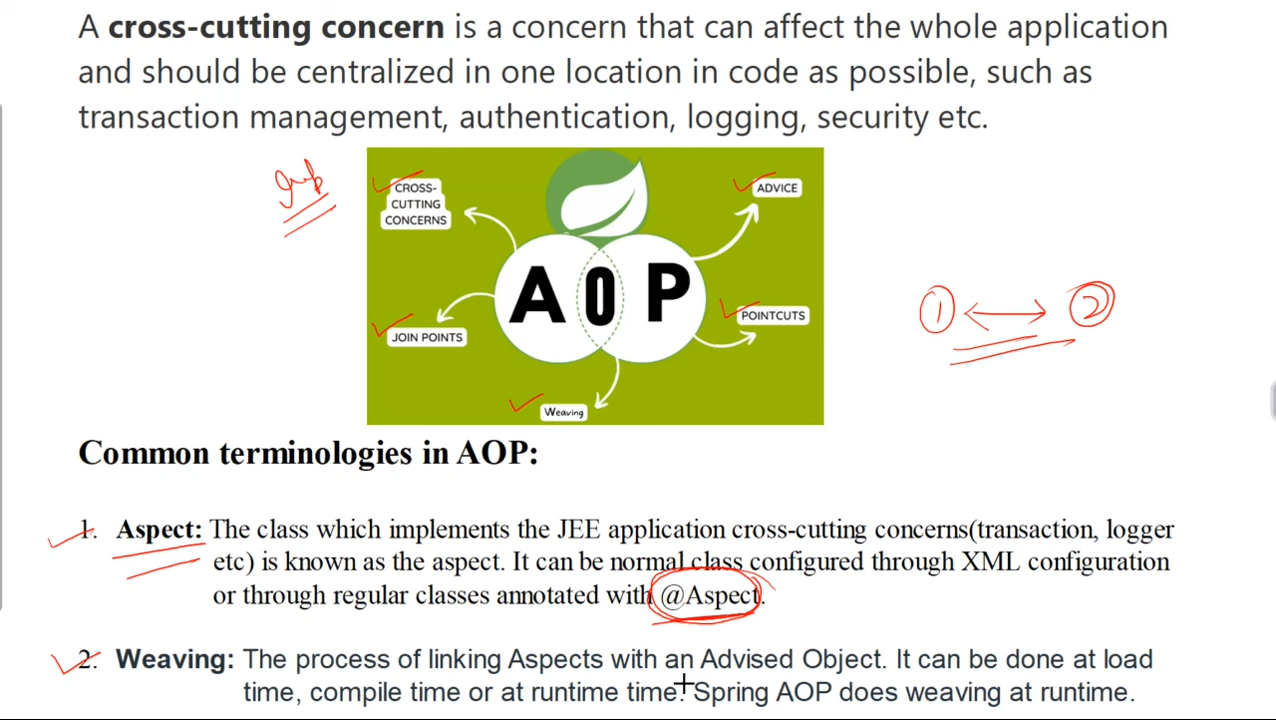 A cross-cutting concern is a concern that can affect the whole application
and should be centralized in one location in code as possible, such as
transaction management, authentication, logging, security etc.
CROSS-
CUTTING
CONCERNS
ADVICE
AOP
JOIN POINTS
POINTCUTS
Weaving
1 2
Common terminologies in AOP:
1. Aspect: The class which implements the JEE application cross-cutting concerns(transaction, logger
etc) is known as the aspect. It can be normal class configured through XML configuration
or through regular classes annotated with @Aspect.
2. Weaving: The process of linking Aspects with an Advised Object. It can be done at load
time, compile time or at runtime time. Spring AOP does weaving at runtime.